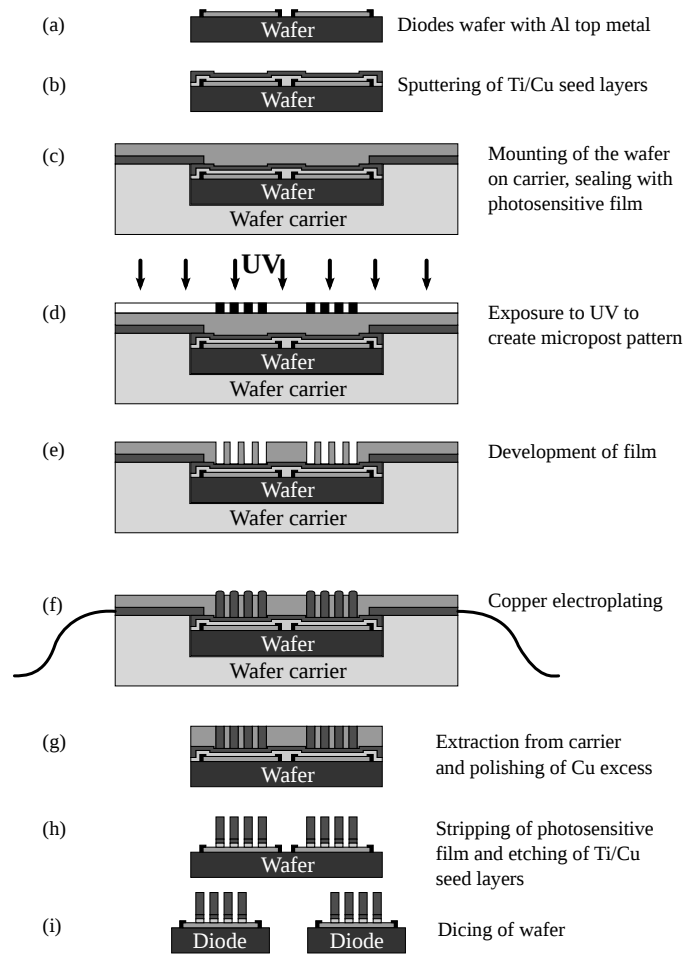 (a)
Wafer
Diodes wafer with Al top metal
(b)
Wafer
Sputtering of Ti/Cu seed layers
(c)
Wafer
Wafer carrier
Mounting of the wafer
on carrier, sealing with
photosensitive film
UV
(d)
Wafer
Wafer carrier
Exposure to UV to
create micropost pattern
(e)
Wafer
Wafer carrier
Development of film
(f)
Wafer
Wafer carrier
Copper electroplating
(g)
Wafer
Extraction from carrier
and polishing of Cu excess
(h)
Wafer
Stripping of photosensitive
film and etching of Ti/Cu
seed layers
(i)
Diode
Diode
Dicing of wafer